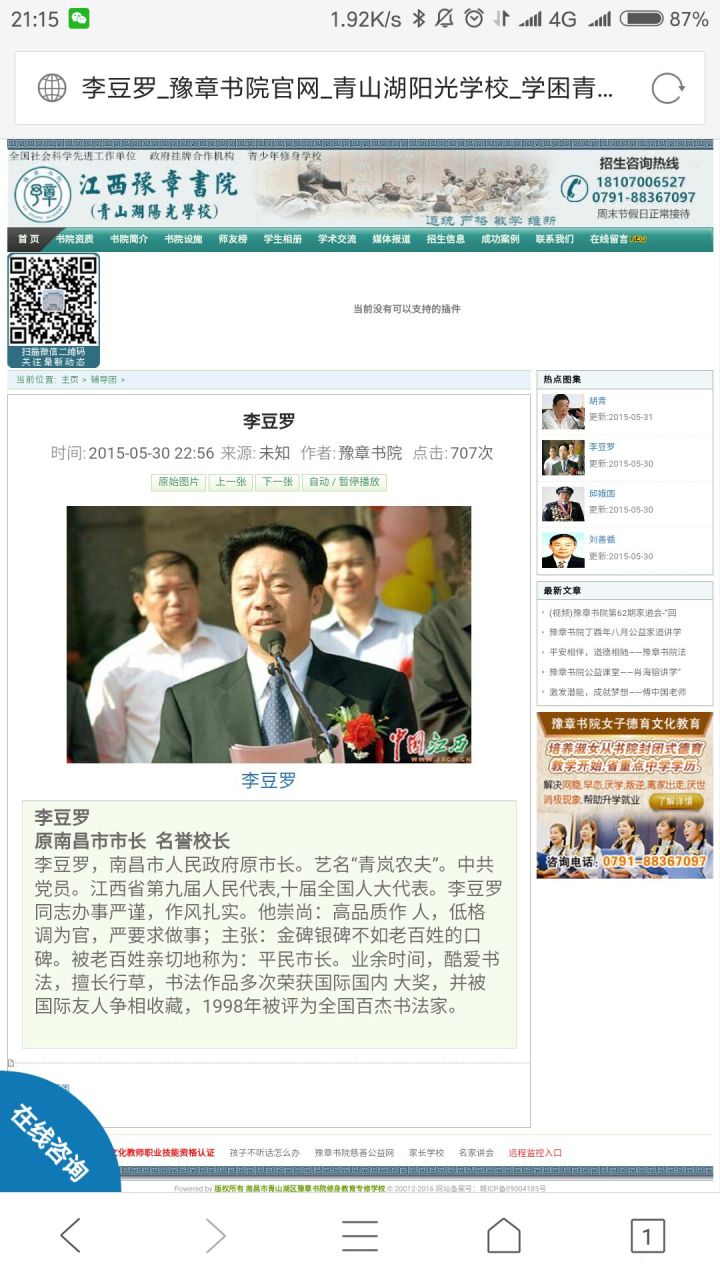 21:15
1.92K/s 4G 87%
李豆罗_豫章书院官网_青山湖阳光学校_学困青...
全国社会科学先进工作单位 政府挂牌合作机构 青少年修身学校
江西豫章書院
(青山湖陽光學校)
道统 严格 敎学 维新
招生咨询热线
18107006527
0791-88367097
周末节假日正常接待
首页 书院资质 书院简介 书院设施 师友榜 学生相册 学术交流 媒体报道 招生信息 成功案例 联系我们 在线留言 NEW
扫描微信二维码
关注最新动态
当前没有可以支持的插件
当前位置: 主页 > 辅导团 >
李豆罗
时间:2015-05-30 22:56 来源:未知 作者:豫章书院 点击:707次
原始图片 上一张 下一张 自动 / 暂停播放
中国江西
WWW.JXCN.CN
李豆罗
李豆罗
原南昌市市长 名誉校长
李豆罗，南昌市人民政府原市长。艺名“青岚农夫”。中共
党员。江西省第九届人民代表,十届全国人大代表。李豆罗
同志办事严谨，作风扎实。他崇尚：高品质作 人，低格
调为官，严要求做事；主张：金碑银碑不如老百姓的口
碑。被老百姓亲切地称为：平民市长。业余时间，酷爱书
法，擅长行草，书法作品多次荣获国际国内 大奖，并被
国际友人争相收藏，1998年被评为全国百杰书法家。
热点图集
胡青
更新:2015-05-31
李豆罗
更新:2015-05-30
邱娥国
更新:2015-05-30
刘善循
更新:2015-05-30
最新文章
(视频)豫章书院第62期家道会-“回
豫章书院丁酉年八月公益家道讲学
平安相伴，道德相随——豫章书院法
豫章书院公益课堂——肖海镕讲学”
激发潜能，成就梦想——傅中国老师
豫章书院女子德育文化教育
培养淑女从书院封闭式德育
教学开始,省重点中学学历.
解决网瘾,早恋,厌学,叛逆,离家出走,厌世
消极现象,帮助升学就业 了解详情
咨询电话：0791-88367097
在线咨询
文化教师职业技能资格认证 孩子不听话怎么办 豫章书院慈善公益网 家长学校 名家讲会 远程监控入口
Powered by 版权所有 南昌市青山湖区豫章书院修身教育专修学校 © 20012-2016 网站备案号：赣ICP备09004185号
1